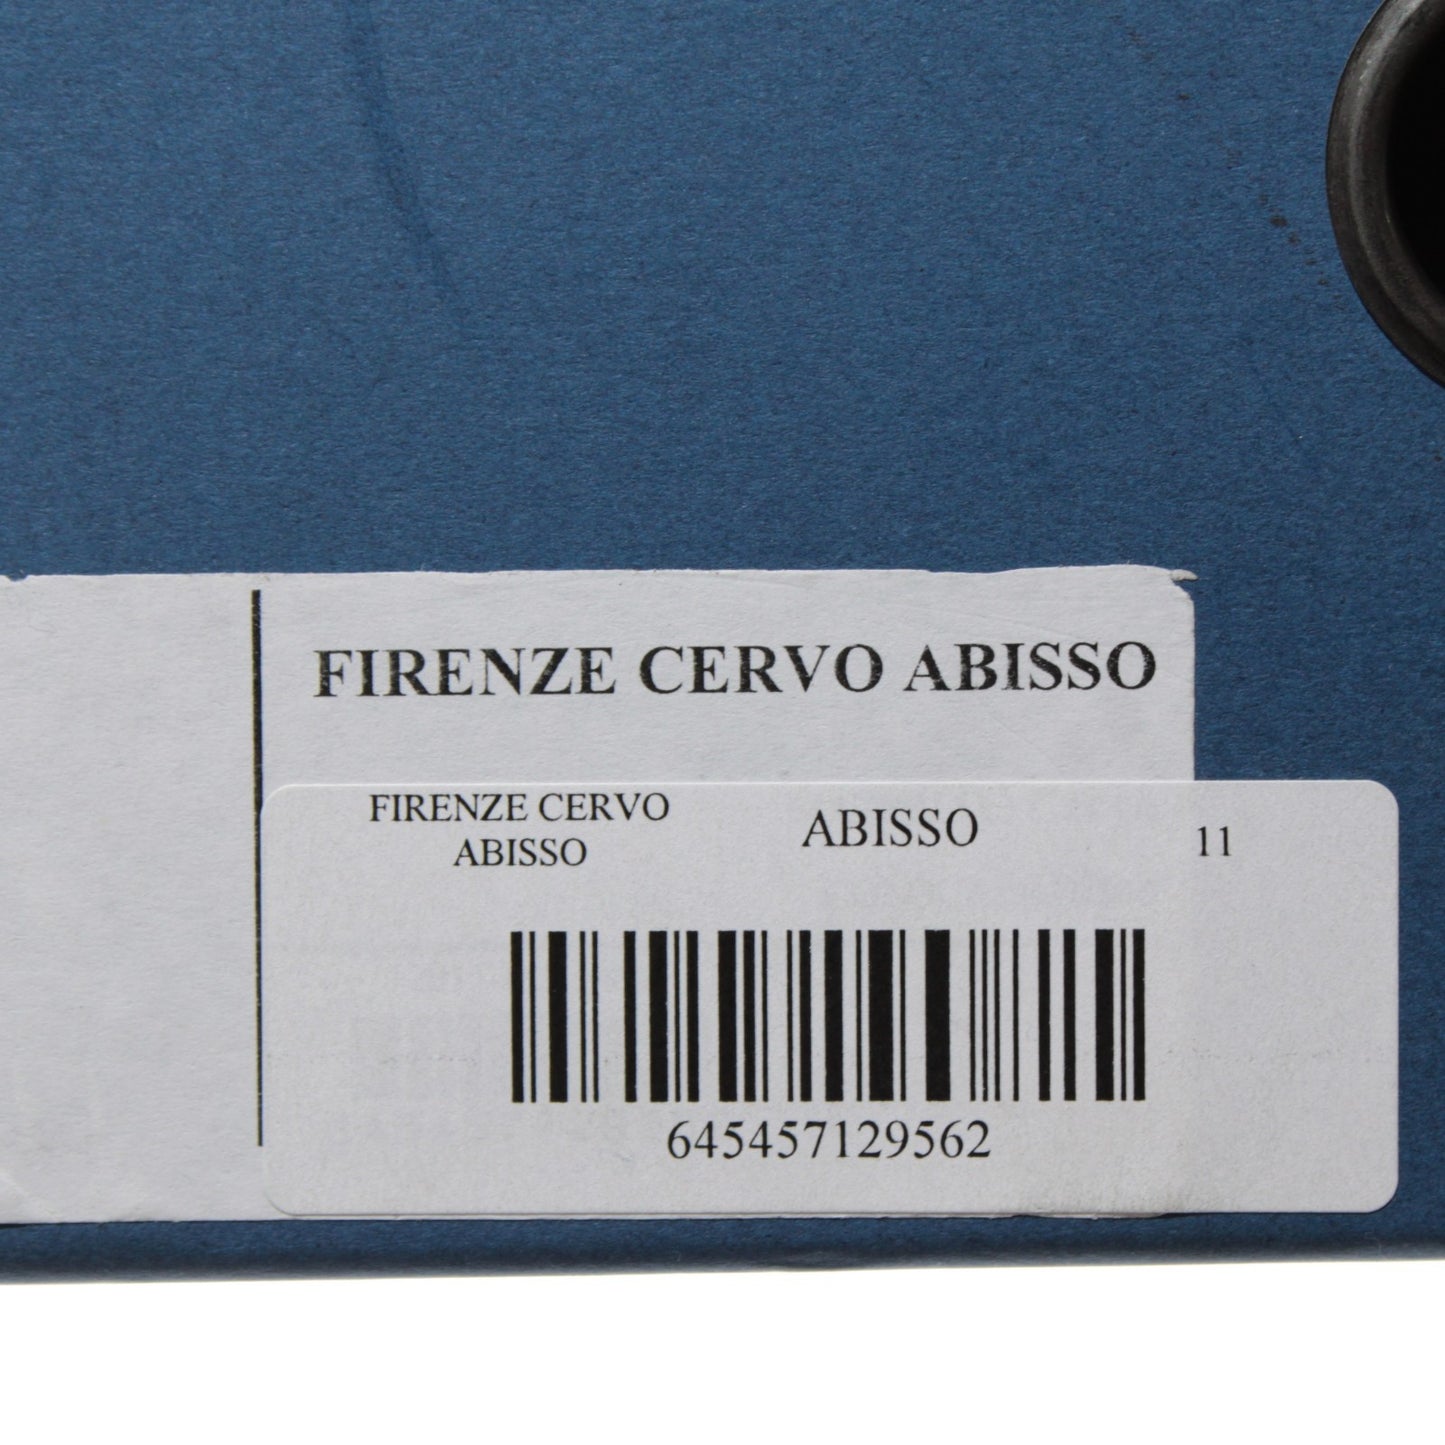 FIRENZE CERVO ABISSO
FIRENZE CERVO
ABISSO
ABISSO
11
645457129562